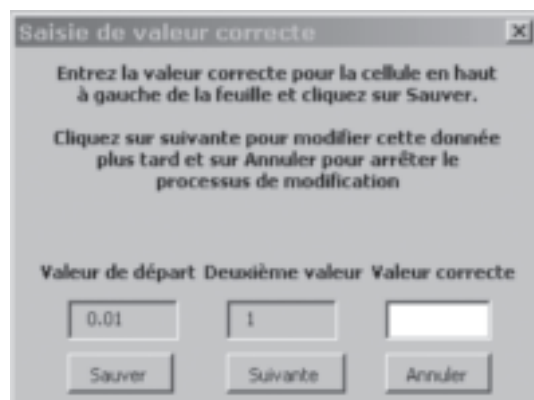 Saisie de valeur correcte
Entrez la valeur correcte pour la cellule en haut
à gauche de la feuille et cliquez sur Sauver.
Cliquez sur suivante pour modifier cette donnée
plus tard et sur Annuler pour arrêter le
processus de modification
Valeur de départ Deuxième valeur Valeur correcte
0.01 1
Sauver Suivante Annuler